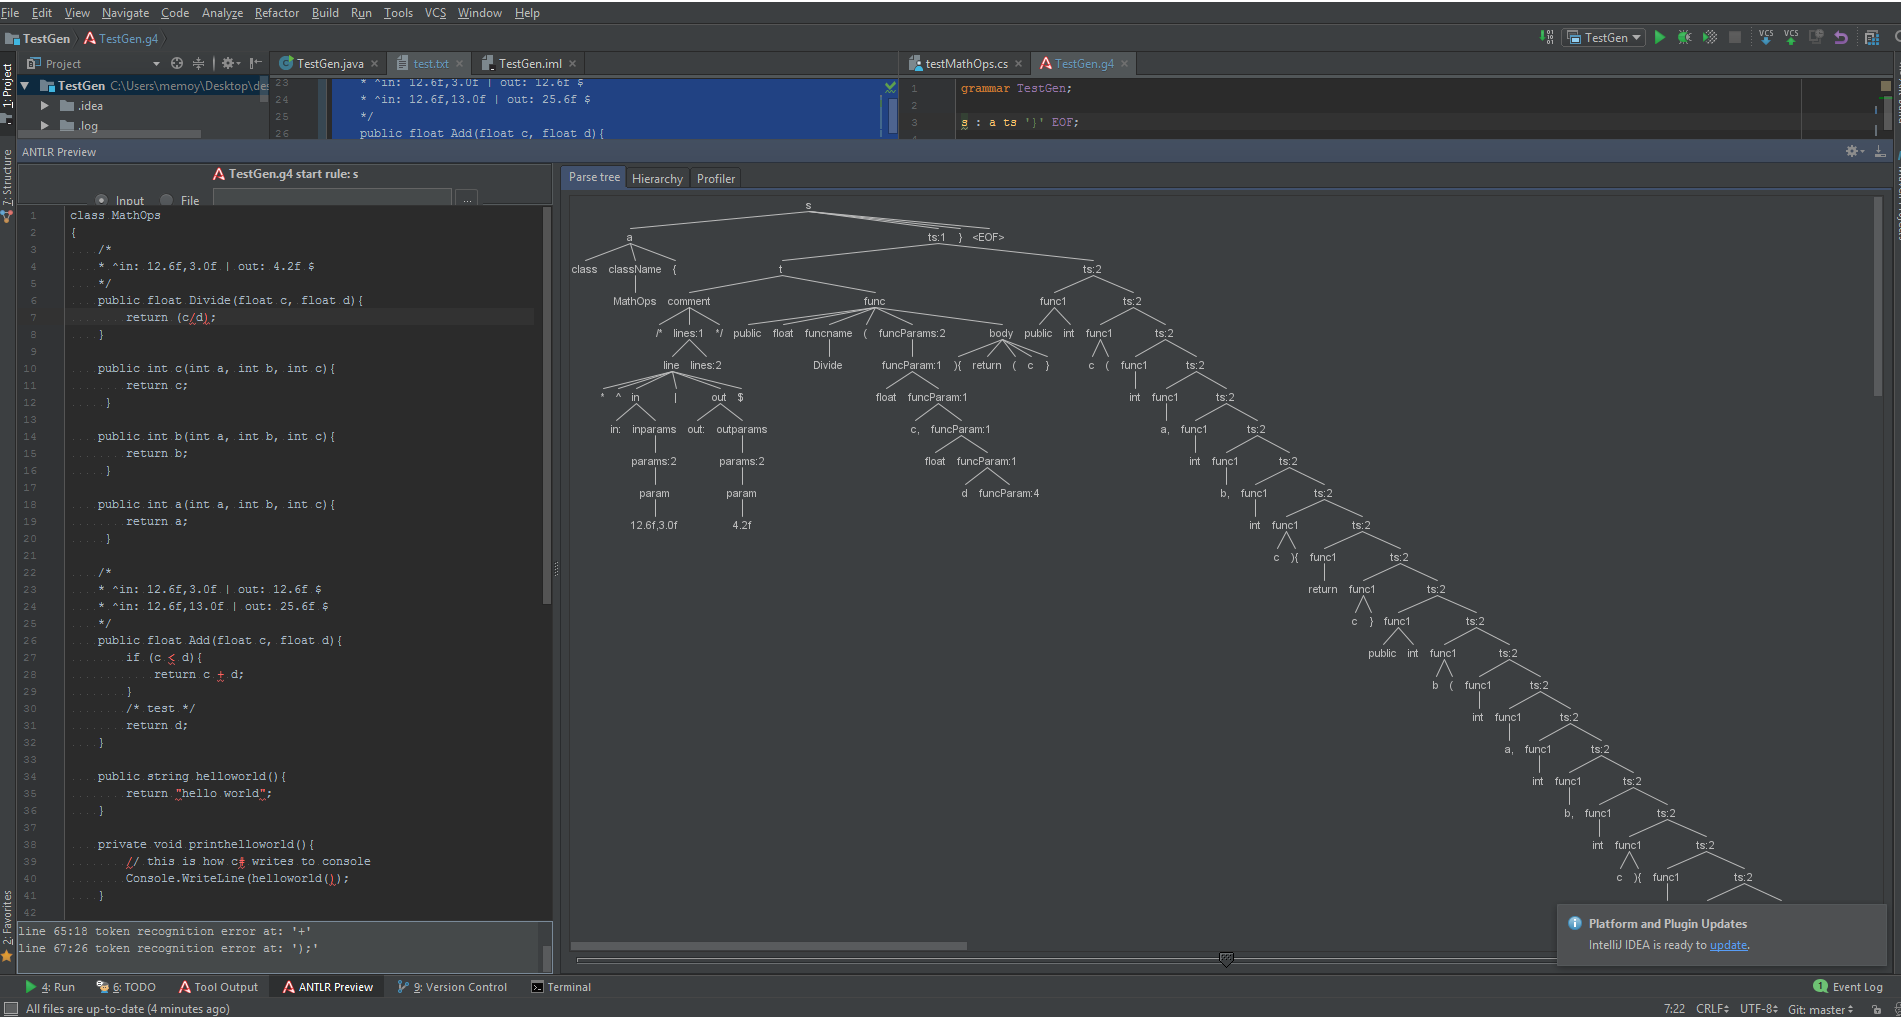 File Edit View Navigate Code Analyze Refactor Build Run Tools VCS Window Help
TestGen TestGen.g4
TestGen VCS VCS
Project TestGen.java test.txt TestGen.iml testMathOps.cs TestGen.g4
1: Project
7: Structure
2: Favorites
TestGen C:\Users\memoy\Desktop\de
.idea
.log
23 * ^in: 12.6f,3.0f | out: 12.6f $
24 * ^in: 12.6f,13.0f | out: 25.6f $
25 */
26 public float Add(float c, float d){
1 grammar TestGen;
2
3 s : a ts '}' EOF;
ANTLR Preview
TestGen.g4 start rule: s
Input File ...
1 class MathOps
2 {
3 /*
4 * ^in: 12.6f,3.0f | out: 4.2f $
5 */
6 public float Divide(float c, float d){
7 return (c/d);
8 }
9
10 public int c(int a, int b, int c){
11 return c;
12 }
13
14 public int b(int a, int b, int c){
15 return b;
16 }
17
18 public int a(int a, int b, int c){
19 return a;
20 }
21
22 /*
23 * ^in: 12.6f,3.0f | out: 12.6f $
24 * ^in: 12.6f,13.0f | out: 25.6f $
25 */
26 public float Add(float c, float d){
27 if (c < d){
28 return c + d;
29 }
30 /* test */
31 return d;
32 }
33
34 public string helloworld(){
35 return "hello world";
36 }
37
38 private void printhelloworld(){
39 // this is how c# writes to console
40 Console.WriteLine(helloworld());
41 }
42
line 65:18 token recognition error at: '+'
line 67:26 token recognition error at: ');'
Parse tree Hierarchy Profiler
s
a ts:1 } <EOF>
class className { t ts:2
MathOps comment func func1 ts:2
/* lines:1 */ public float funcname ( funcParams:2 body public int func1 ts:2
line lines:2 Divide funcParam:1 ){ return ( c } c ( func1 ts:2
* ^ in | out $ float funcParam:1 int func1 ts:2
in: inparams out: outparams c, funcParam:1 a, func1 ts:2
params:2 params:2 float funcParam:1 int func1 ts:2
param param d funcParam:4 b, func1 ts:2
12.6f,3.0f 4.2f int func1 ts:2
c ){ func1 ts:2
return func1 ts:2
c } func1 ts:2
public int func1 ts:2
b ( func1 ts:2
int func1 ts:2
a, func1 ts:2
int func1 ts:2
b, func1 ts:2
int func1 ts:2
c ){ func1 ts:2
Platform and Plugin Updates
IntelliJ IDEA is ready to update.
4: Run 6: TODO Tool Output ANTLR Preview 9: Version Control Terminal 1 Event Log
All files are up-to-date (4 minutes ago) 7:22 CRLF UTF-8 Git: master